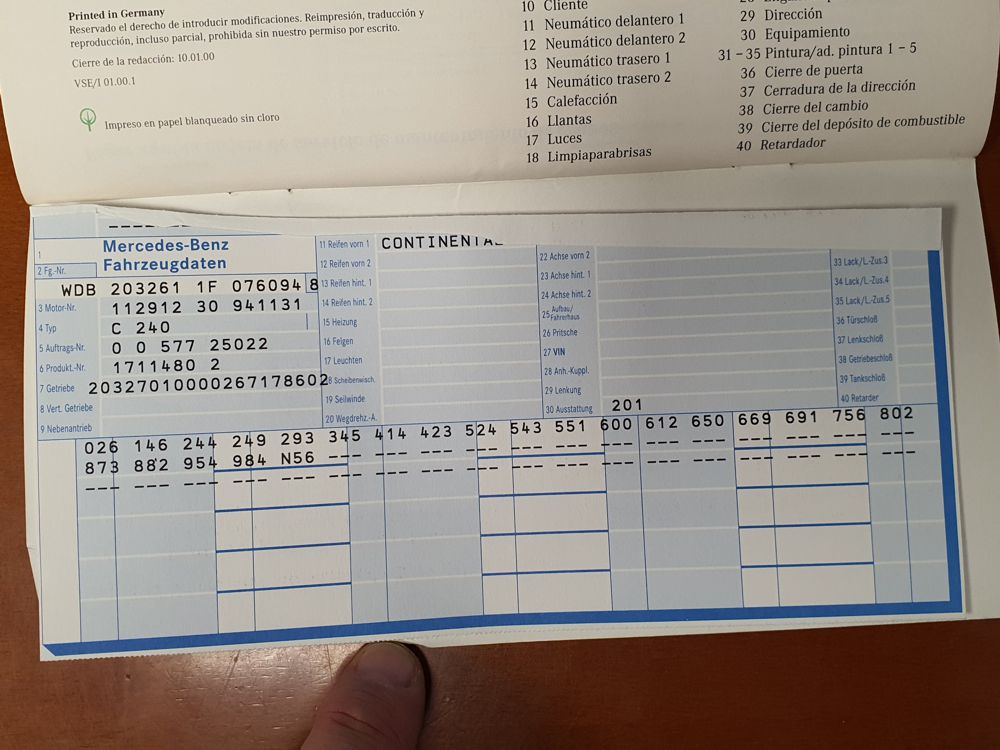 Printed in Germany
Reservado el derecho de introducir modificaciones. Reimpresión, traducción y
reproducción, incluso parcial, prohibida sin nuestro permiso por escrito.
Cierre de la redacción: 10.01.00
VSE/I 01.00.1
Impreso en papel blanqueado sin cloro
10 Cliente
11 Neumático delantero 1
12 Neumático delantero 2
13 Neumático trasero 1
14 Neumático trasero 2
15 Calefacción
16 Llantas
17 Luces
18 Limpiaparabrisas
29 Dirección
30 Equipamiento
31 – 35 Pintura/ad. pintura 1 – 5
36 Cierre de puerta
37 Cerradura de la dirección
38 Cierre del cambio
39 Cierre del depósito de combustible
40 Retardador
1
Mercedes-Benz
Fahrzeugdaten
2 Fg.-Nr.
WDB 203261 1F 076094 8
3 Motor-Nr. 112912 30 941131
4 Typ C 240
5 Auftrags-Nr. 0 0 577 25022
6 Produkt.-Nr. 1711480 2
7 Getriebe 20327010000267178602
8 Vert. Getriebe
9 Nebenantrieb
11 Reifen vorn 1 CONTINENTAL
12 Reifen vorn 2
13 Reifen hint. 1
14 Reifen hint. 2
15 Heizung
16 Felgen
17 Leuchten
18 Scheibenwisch.
19 Seilwinde
20 Wegdrehz.-A.
22 Achse vorn 2
23 Achse hint. 1
24 Achse hint. 2
25 Aufbau/
Fahrerhaus
26 Pritsche
27 VIN
28 Anh.-Kuppl.
29 Lenkung
30 Ausstattung 201
33 Lack/L.-Zus.3
34 Lack/L.-Zus.4
35 Lack/L.-Zus.5
36 Türschloß
37 Lenkschloß
38 Getriebeschloß
39 Tankschloß
40 Retarder
026 146 244 249 293 345 414 423 524 543 551 600 612 650 669 691 756 802
873 882 954 984 N56 --- --- --- --- --- --- --- --- --- --- --- --- ---
--- --- --- --- --- --- --- --- --- --- --- --- --- --- --- --- --- ---